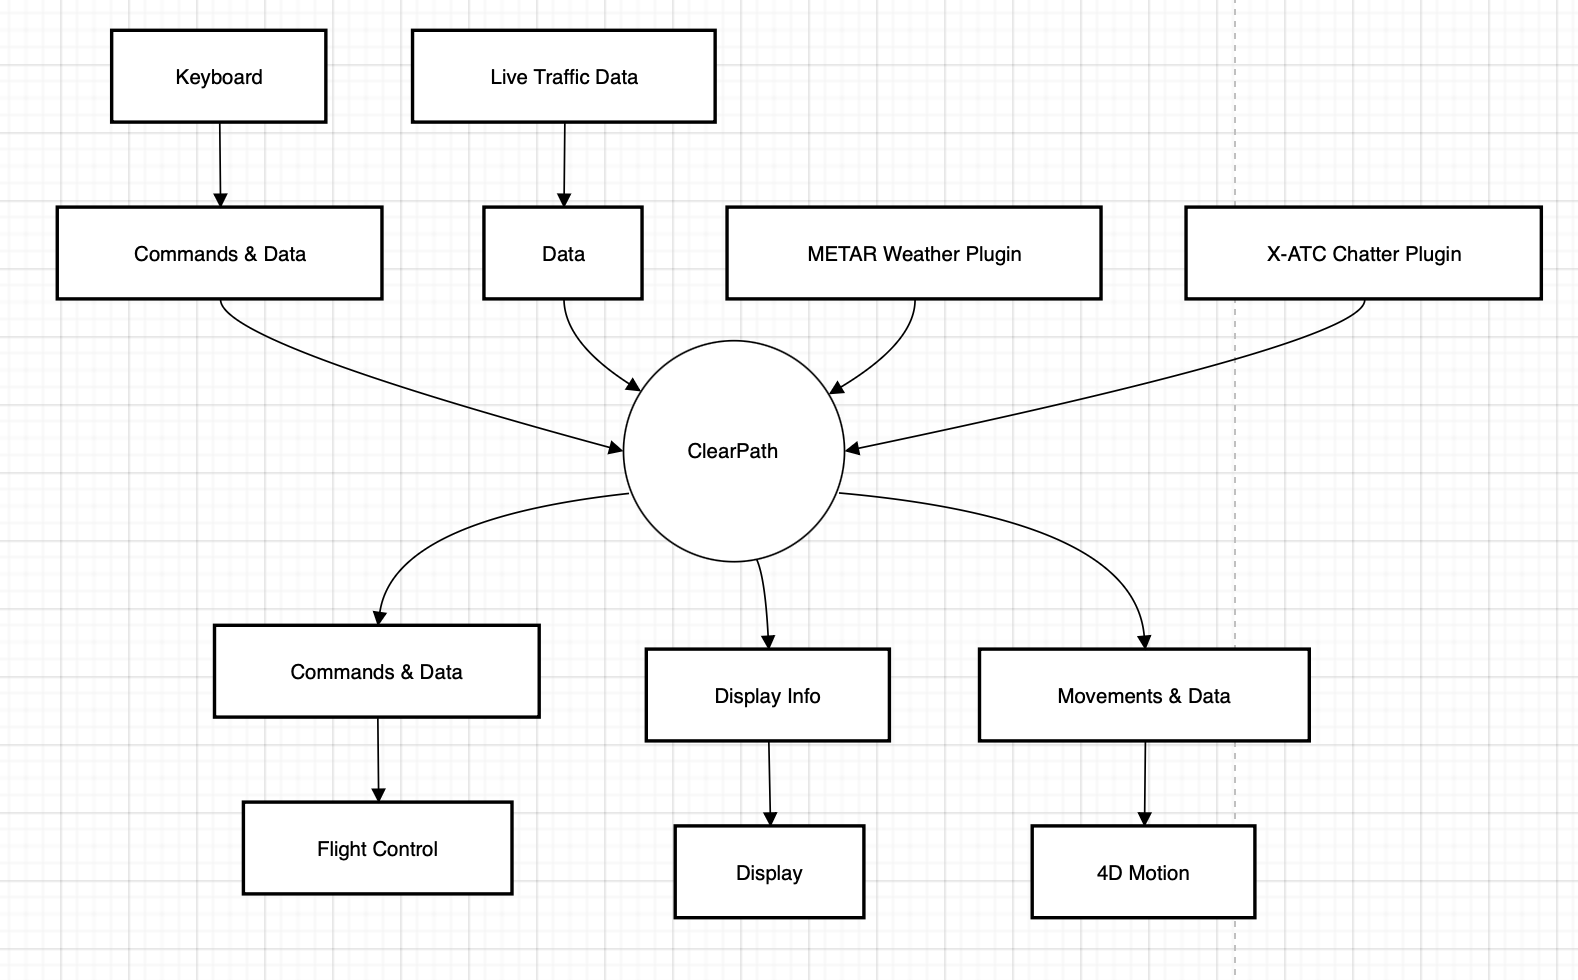 Keyboard
Live Traffic Data
Commands & Data
Data
METAR Weather Plugin
X-ATC Chatter Plugin
ClearPath
Commands & Data
Display Info
Movements & Data
Flight Control
Display
4D Motion